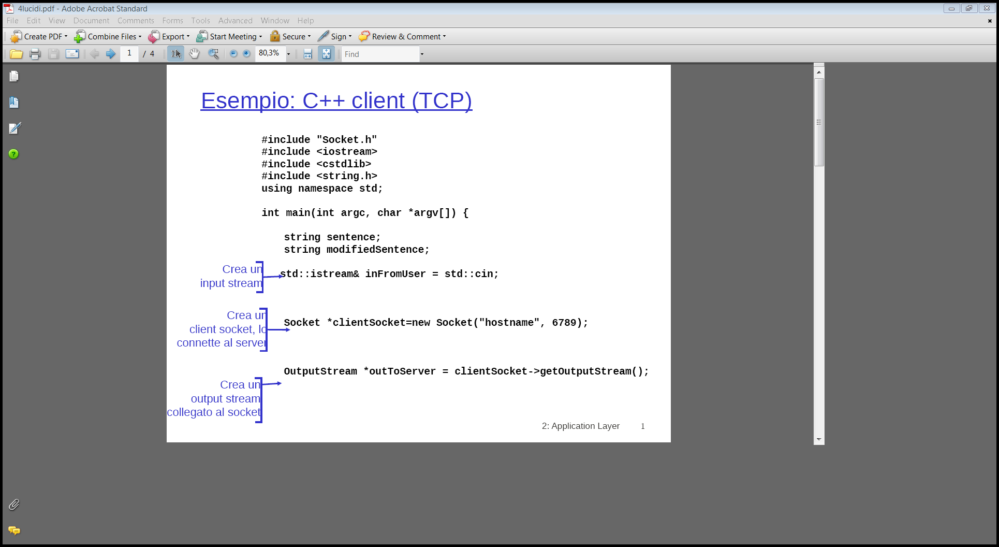 4lucidi.pdf - Adobe Acrobat Standard
File Edit View Document Comments Forms Tools Advanced Window Help
Create PDF Combine Files Export Start Meeting Secure Sign Review & Comment
1 / 4 80,3% Find
Esempio: C++ client (TCP)
#include "Socket.h"
#include <iostream>
#include <cstdlib>
#include <string.h>
using namespace std;
int main(int argc, char *argv[]) {
string sentence;
string modifiedSentence;
Crea un
input stream
std::istream& inFromUser = std::cin;
Crea un
client socket, lo
connette al server
Socket *clientSocket=new Socket("hostname", 6789);
OutputStream *outToServer = clientSocket->getOutputStream();
Crea un
output stream
collegato al socket
2: Application Layer 1